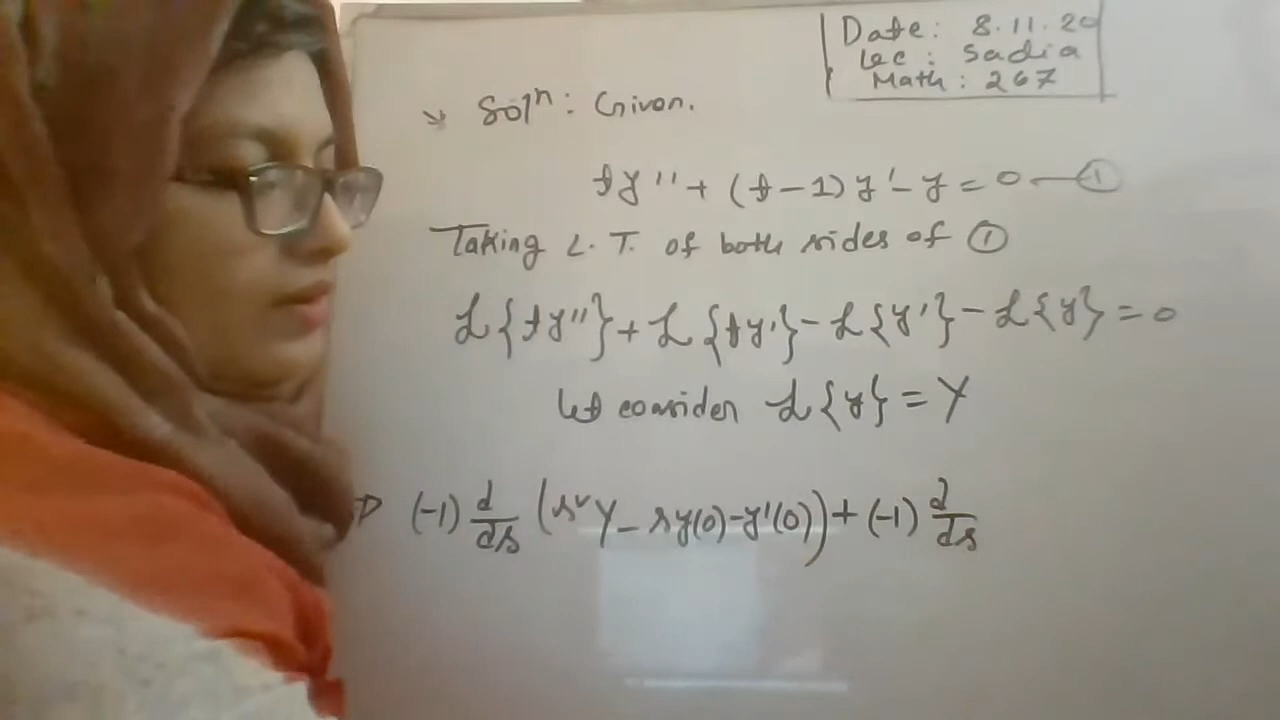 Date: 8.11.20
Lec: Sadia
Math: 267
* Solⁿ: Given.
ty'' + (t-1)y' - y = 0 — ①
Taking L.T. of both sides of ①
ℒ{ty''} + ℒ{ty'} - ℒ{y'} - ℒ{y} = 0
Let consider ℒ{y} = Y
⇒ (-1) d/ds (s²Y - sy(0) - y'(0)) + (-1) d/ds